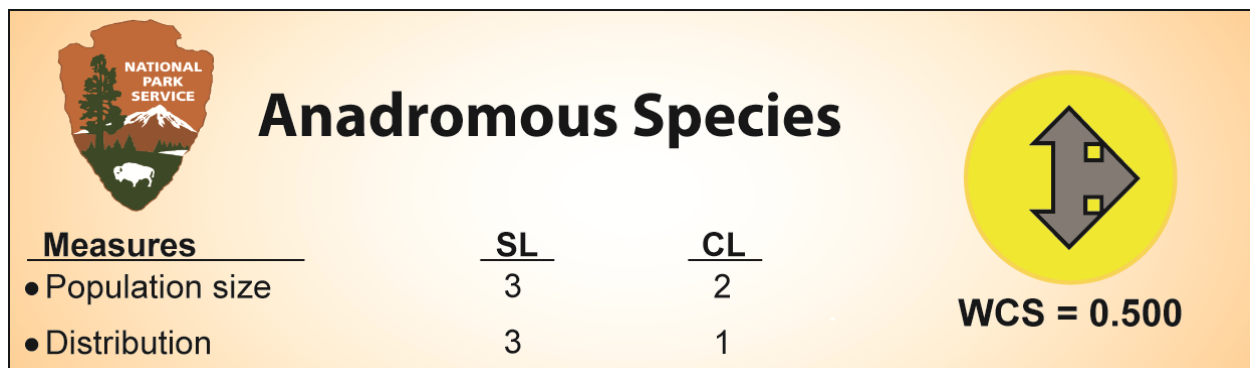 NATIONAL
PARK
SERVICE
Anadromous Species
Measures SL CL
• Population size 3 2
• Distribution 3 1
WCS = 0.500